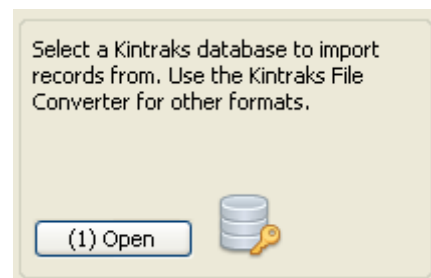 Select a Kintraks database to import
records from. Use the Kintraks File
Converter for other formats.
(1) Open